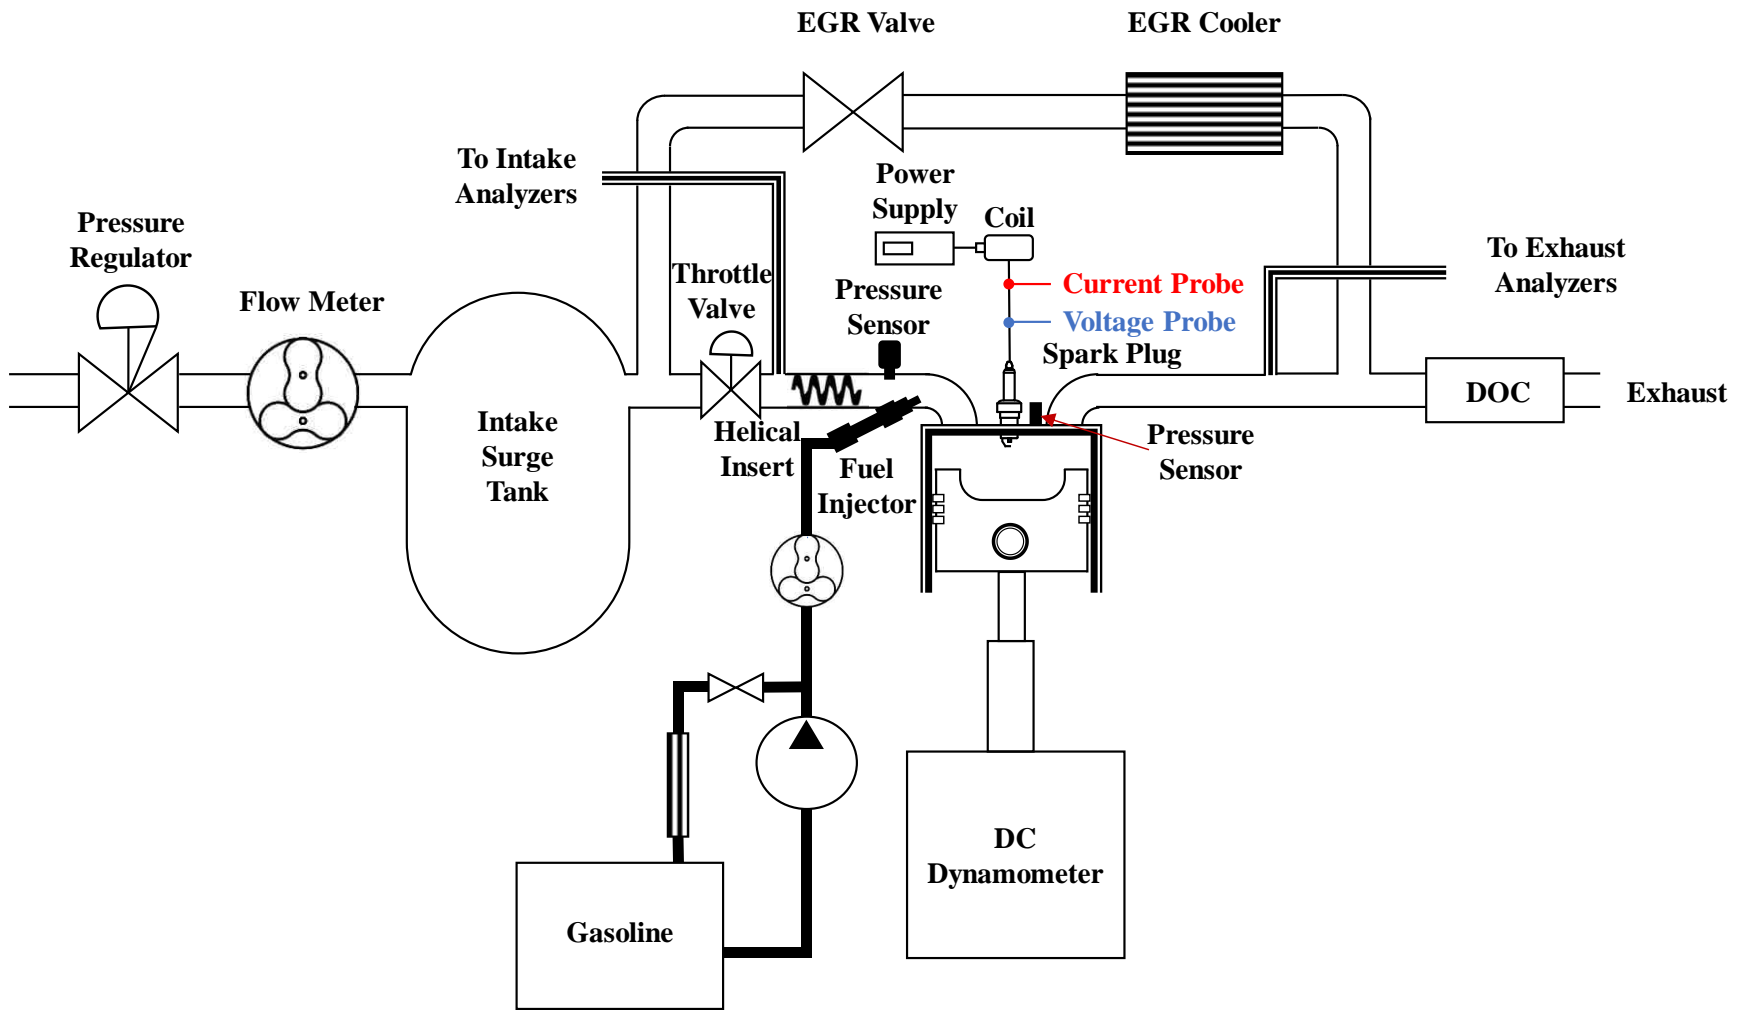 EGR Valve
EGR Cooler
To Intake
Analyzers
Power
Supply
Coil
Pressure
Regulator
Flow Meter
Throttle
Valve
Pressure
Sensor
Current Probe
Voltage Probe
Spark Plug
To Exhaust
Analyzers
Intake
Surge
Tank
Helical
Insert
Fuel
Injector
Pressure
Sensor
DOC
Exhaust
DC
Dynamometer
Gasoline